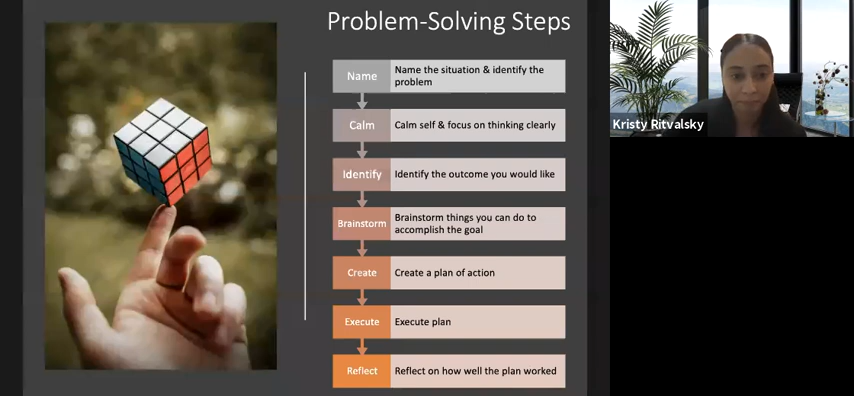 Problem-Solving Steps
Name
Name the situation & identify the
problem
Calm
Calm self & focus on thinking clearly
Identify
Identify the outcome you would like
Brainstorm
Brainstorm things you can do to
accomplish the goal
Create
Create a plan of action
Execute
Execute plan
Reflect
Reflect on how well the plan worked
Kristy Ritvalsky